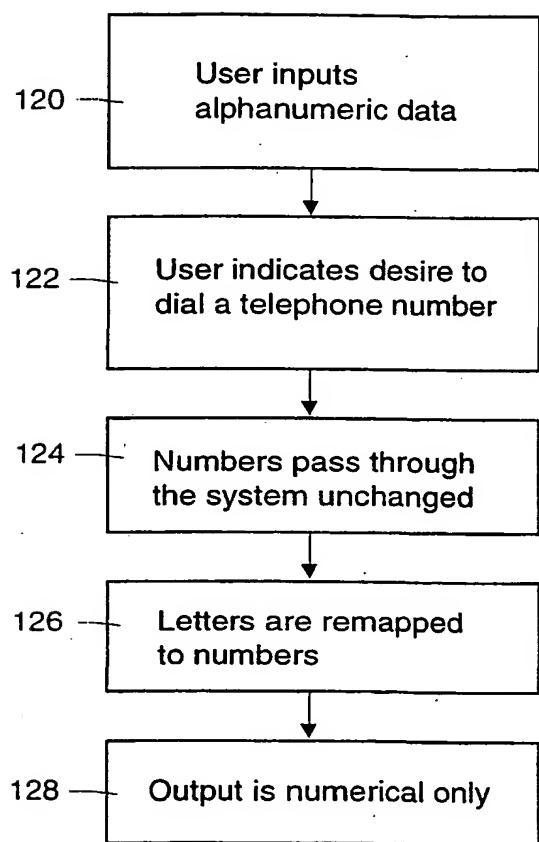 120
User inputs
alphanumeric data
122
User indicates desire to
dial a telephone number
124
Numbers pass through
the system unchanged
126
Letters are remapped
to numbers
128
Output is numerical only